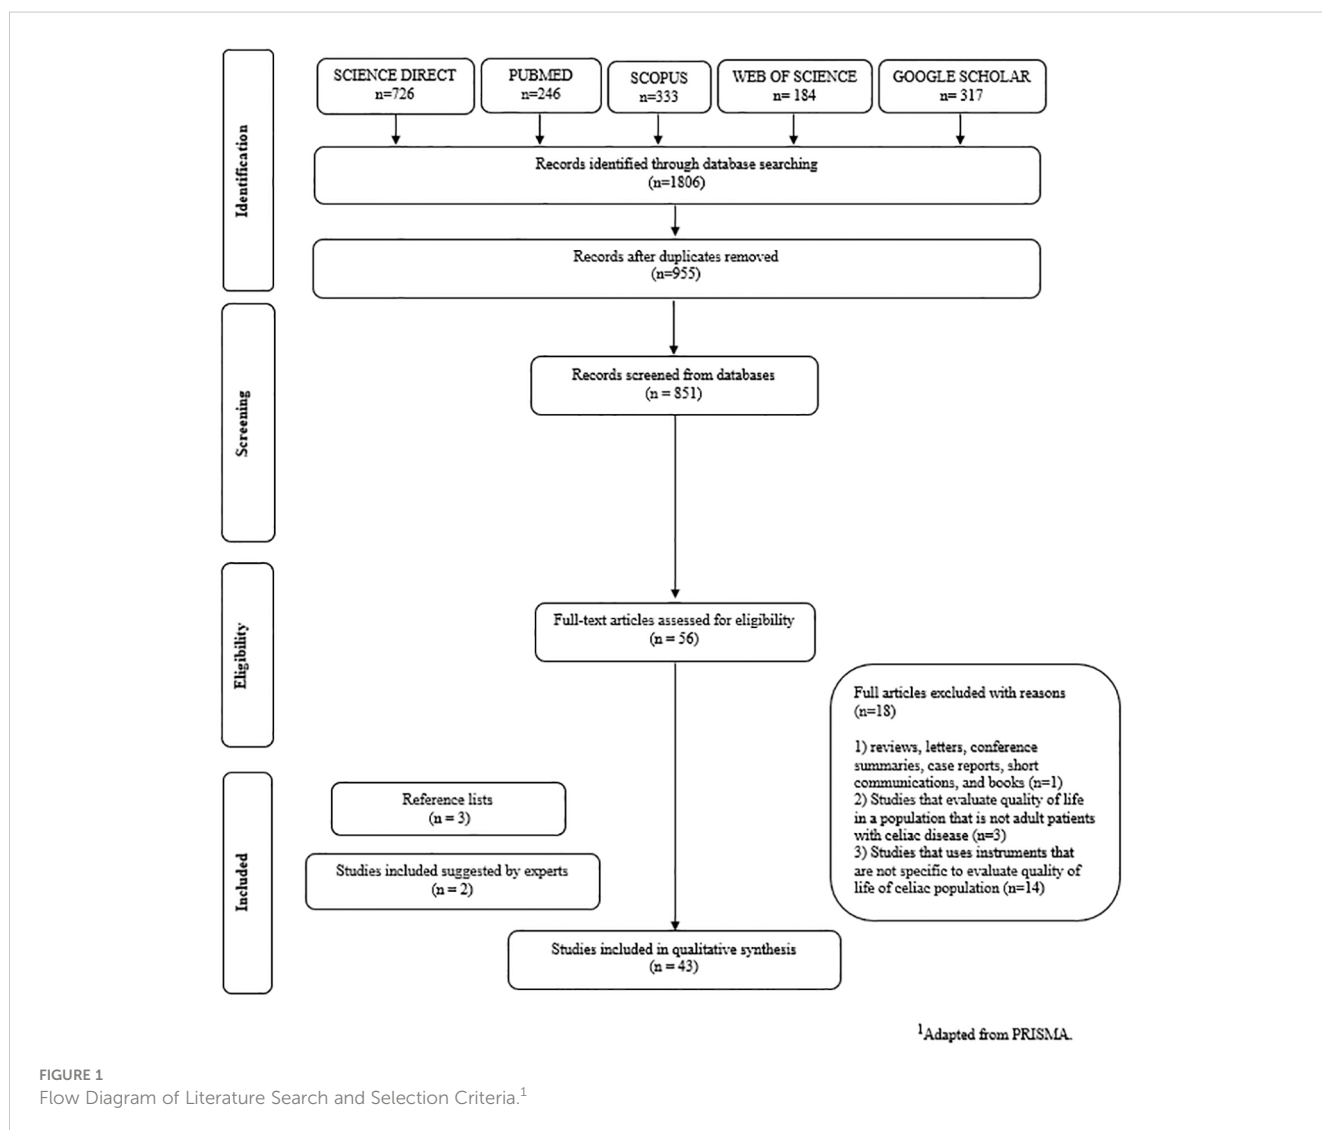 Identification
SCIENCE DIRECT
n=726
PUBMED
n=246
SCOPUS
n=333
WEB OF SCIENCE
n= 184
GOOGLE SCHOLAR
n= 317
Records identified through database searching
(n=1806)
Records after duplicates removed
(n=955)
Screening
Records screened from databases
(n = 851)
Eligibility
Full-text articles assessed for eligibility
(n = 56)
Full articles excluded with reasons
(n=18)
1) reviews, letters, conference
summaries, case reports, short
communications, and books (n=1)
2) Studies that evaluate quality of life
in a population that is not adult patients
with celiac disease (n=3)
3) Studies that uses instruments that
are not specific to evaluate quality of
life of celiac population (n=14)
Included
Reference lists
(n = 3)
Studies included suggested by experts
(n = 2)
Studies included in qualitative synthesis
(n = 43)
1Adapted from PRISMA.
FIGURE 1
Flow Diagram of Literature Search and Selection Criteria.1